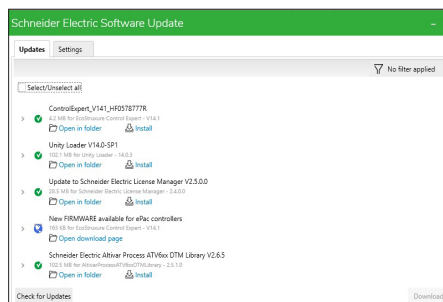 Schneider Electric Software Update
Updates Settings
No filter applied
Select/Unselect all
ControlExpert_V141_HF0578777R
4.2 MB for EcoStruxure Control Expert - V14.1
Open in folder Install
Unity Loader V14.0-SP1
102.1 MB for Unity Loader - 14.0.3
Open in folder Install
Update to Schneider Electric License Manager V2.5.0.0
20.5 MB for Schneider Electric License Manager - 2.4.0.0
Open in folder Install
New FIRMWARE available for ePac controllers
163 KB for EcoStruxure Control Expert - V14.1
Open download page
Schneider Electric Altivar Process ATV6xx DTM Library V2.6.5
102.5 MB for AltivarProcessATV6xxDTMLibrary - 2.5.1.0
Open in folder Install
Check for Updates Download